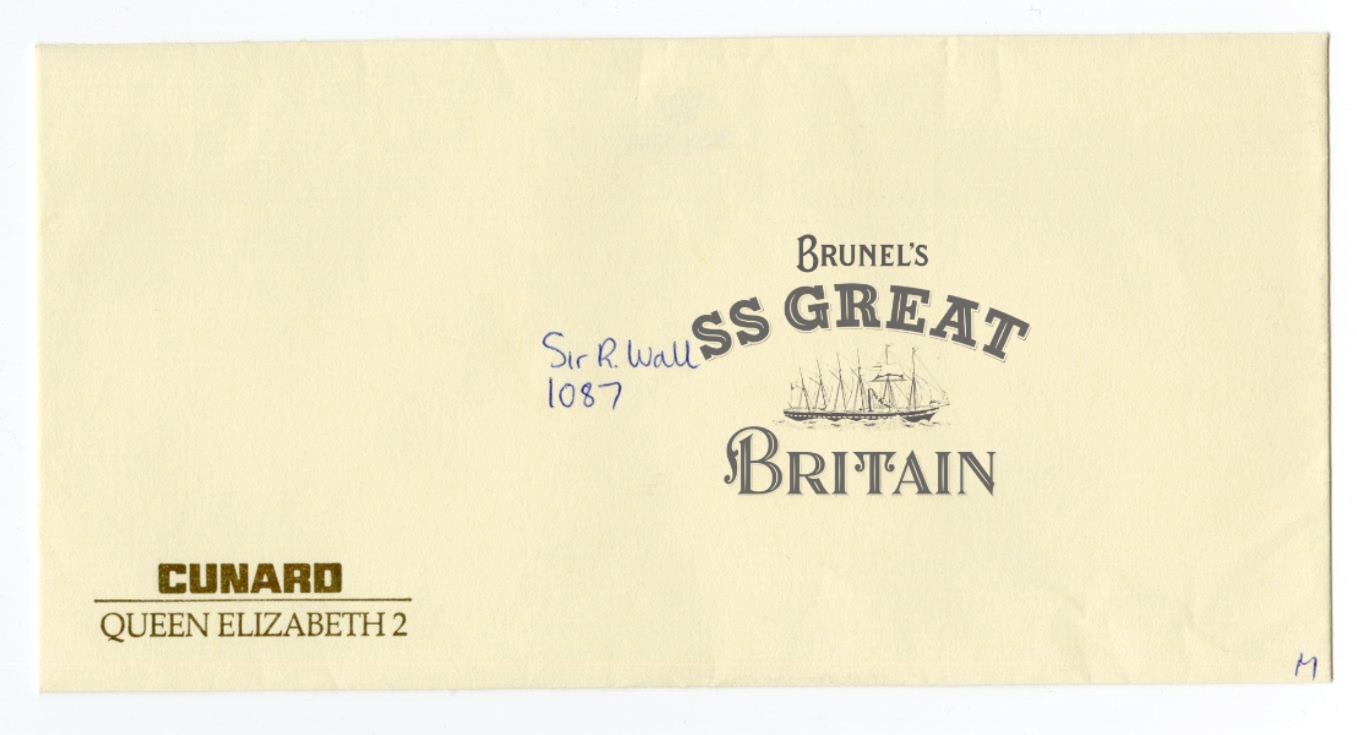 BRUNEL'S
SS GREAT
Sir R. Wall
1087
BRITAIN
CUNARD
QUEEN ELIZABETH 2
M